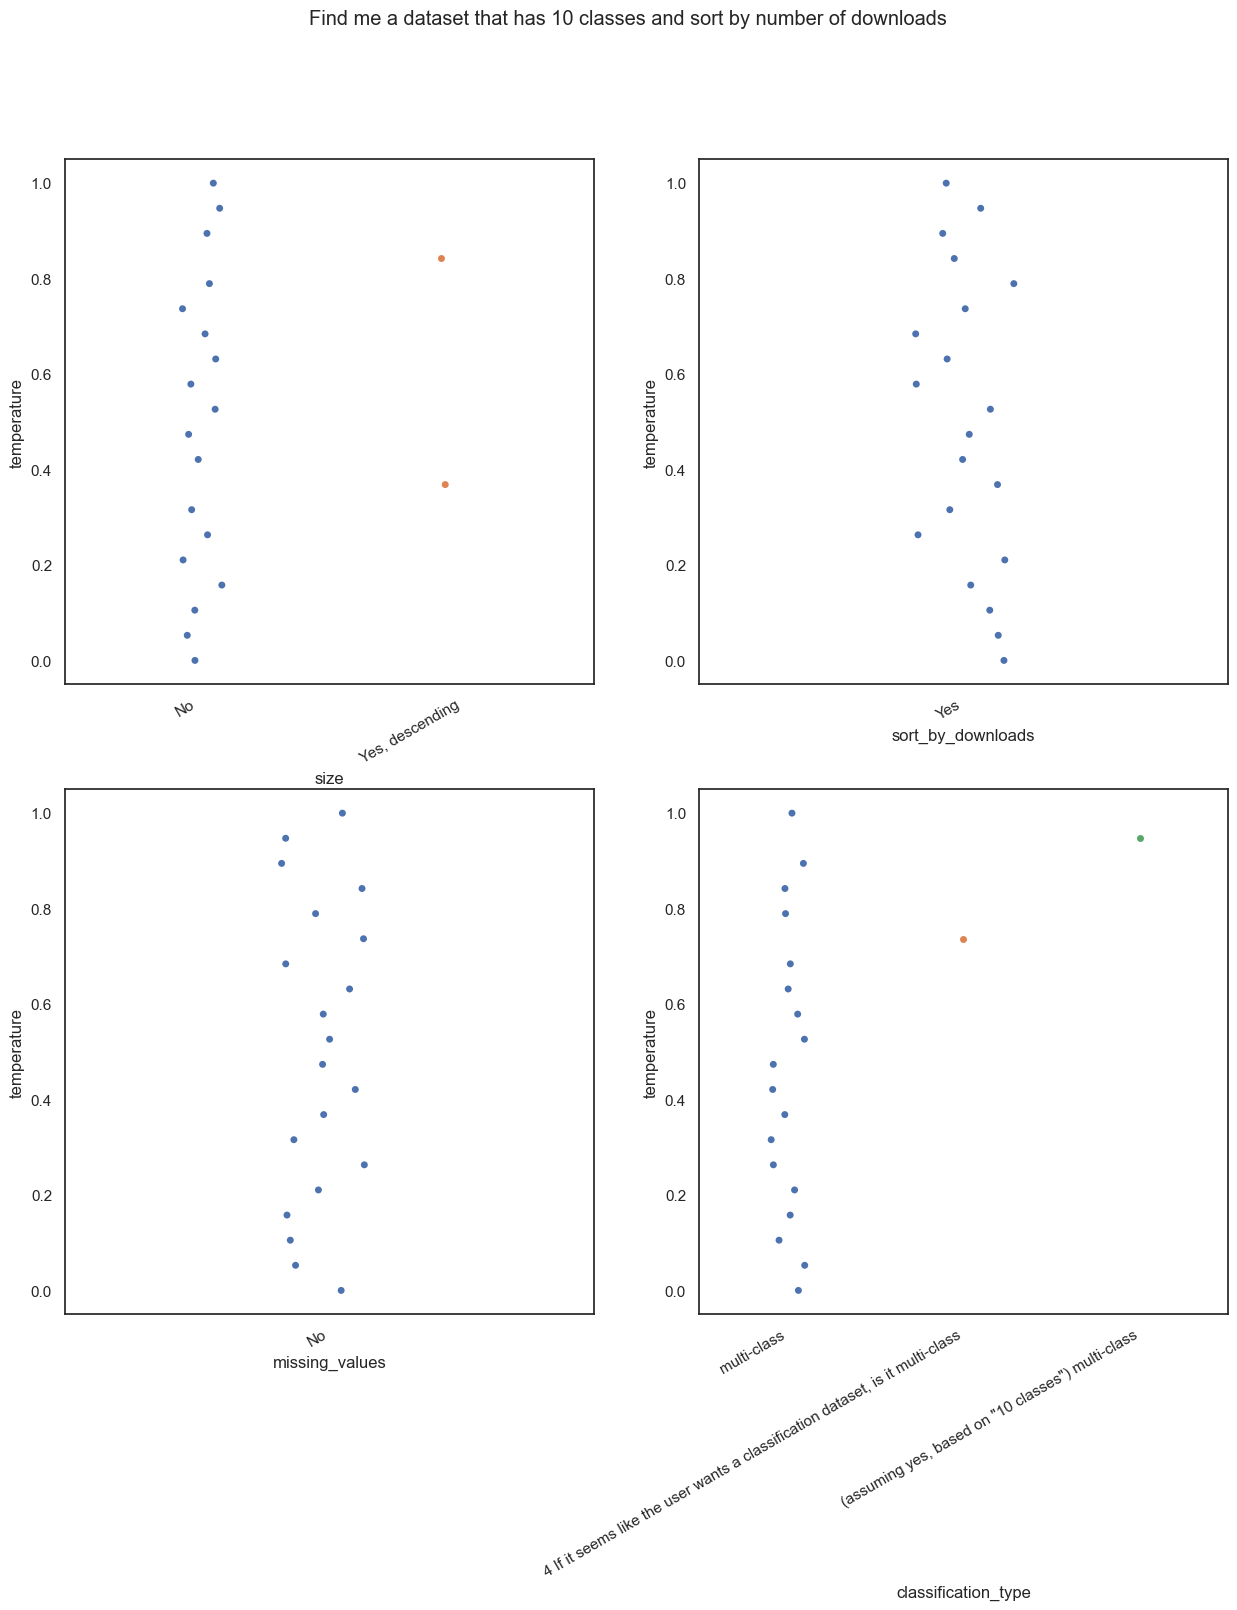 Find me a dataset that has 10 classes and sort by number of downloads
1.0
0.8
0.6
0.4
0.2
0.0
temperature
No
Yes, descending
size
1.0
0.8
0.6
0.4
0.2
0.0
temperature
Yes
sort_by_downloads
1.0
0.8
0.6
0.4
0.2
0.0
temperature
No
missing_values
1.0
0.8
0.6
0.4
0.2
0.0
temperature
multi-class
4 If it seems like the user wants a classification dataset, is it multi-class
(assuming yes, based on "10 classes") multi-class
classification_type